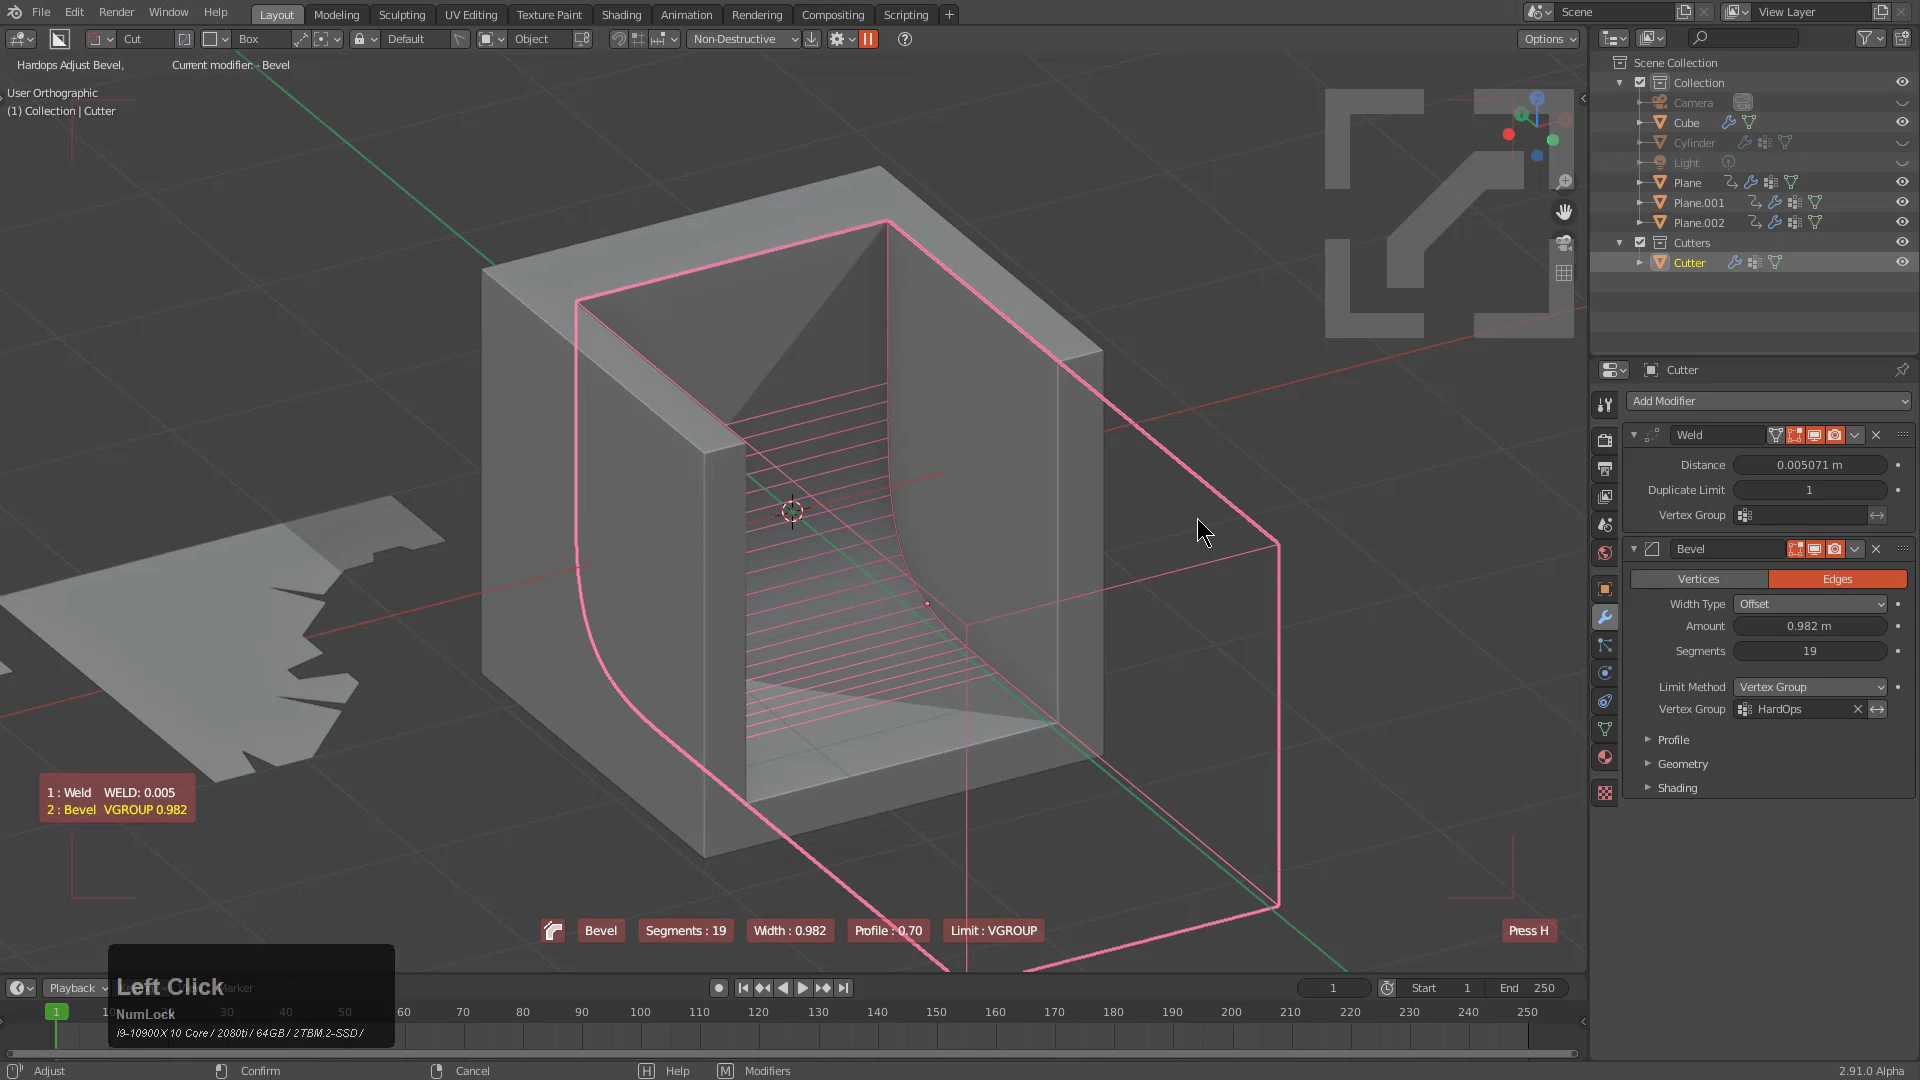 File Edit Render Window Help Layout Modeling Sculpting UV Editing Texture Paint Shading Animation Rendering Compositing Scripting + Scene View Layer
Cut Box Default Object Non-Destructive Options
Hardops Adjust Bevel, Current modifier: - Bevel
User Orthographic
(1) Collection | Cutter
Scene Collection
Collection
Camera
Cube
Cylinder
Light
Plane
Plane.001
Plane.002
Cutters
Cutter
Cutter
Add Modifier
Weld
Distance 0.005071 m
Duplicate Limit 1
Vertex Group
Bevel
Vertices Edges
Width Type Offset
Amount 0.982 m
Segments 19
Limit Method Vertex Group
Vertex Group HardOps
Profile
Geometry
Shading
1 : Weld WELD: 0.005
2 : Bevel VGROUP 0.982
Bevel Segments : 19 Width : 0.982 Profile : 0.70 Limit : VGROUP Press H
Left Click
NumLock
i9-10900X 10 Core / 2080ti / 64GB / 2TBM.2-SSD /
Playback Marker 1 Start 1 End 250
1 10 20 30 40 50 60 70 80 90 100 110 120 130 140 150 160 170 180 190 200 210 220 230 240 250
Adjust Confirm Cancel H Help M Modifiers 2.91.0 Alpha